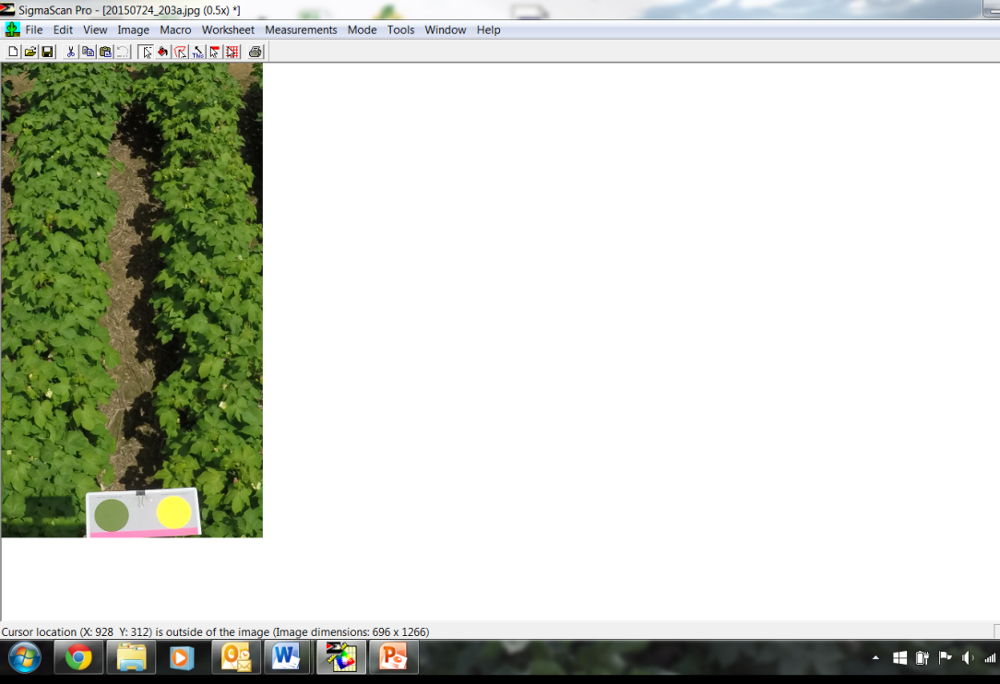 SigmaScan Pro - [20150724_203a.jpg (0.5x) *]
File Edit View Image Macro Worksheet Measurements Mode Tools Window Help
Cursor location (X: 928 Y: 312) is outside of the image (Image dimensions: 696 x 1266)